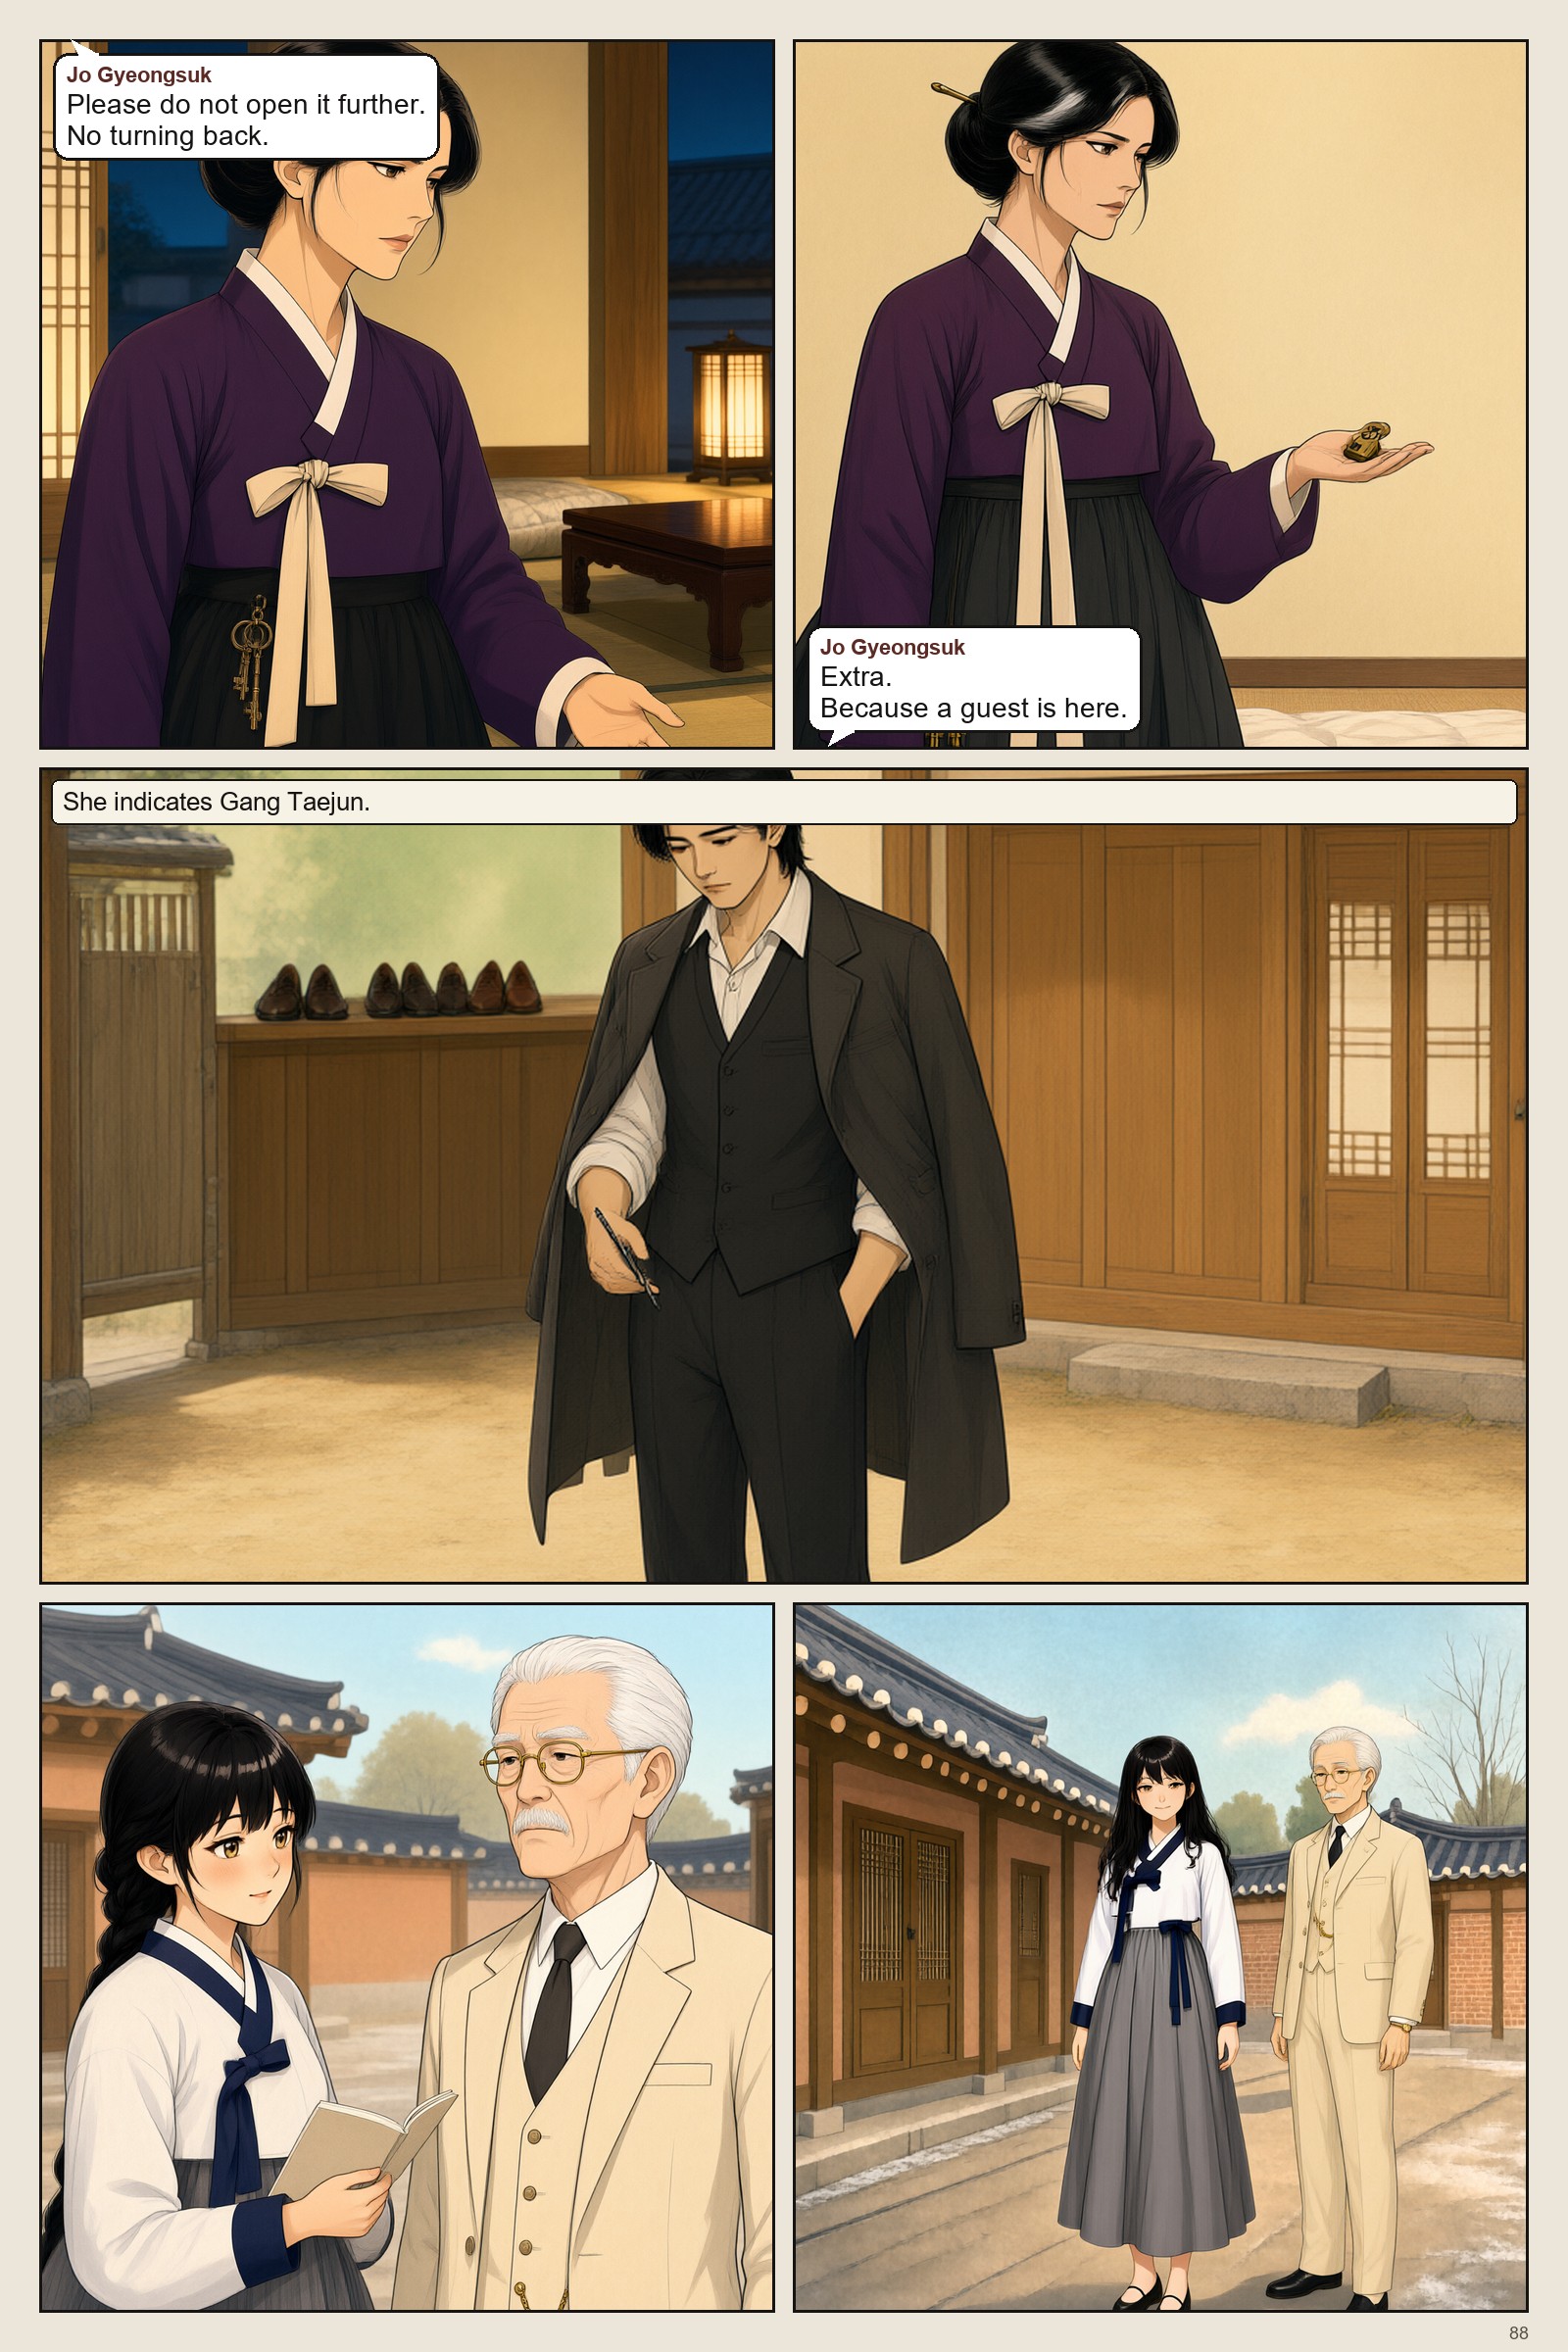 Jo Gyeongsuk
Please do not open it further.
No turning back.
Jo Gyeongsuk
Extra.
Because a guest is here.
She indicates Gang Taejun.
88